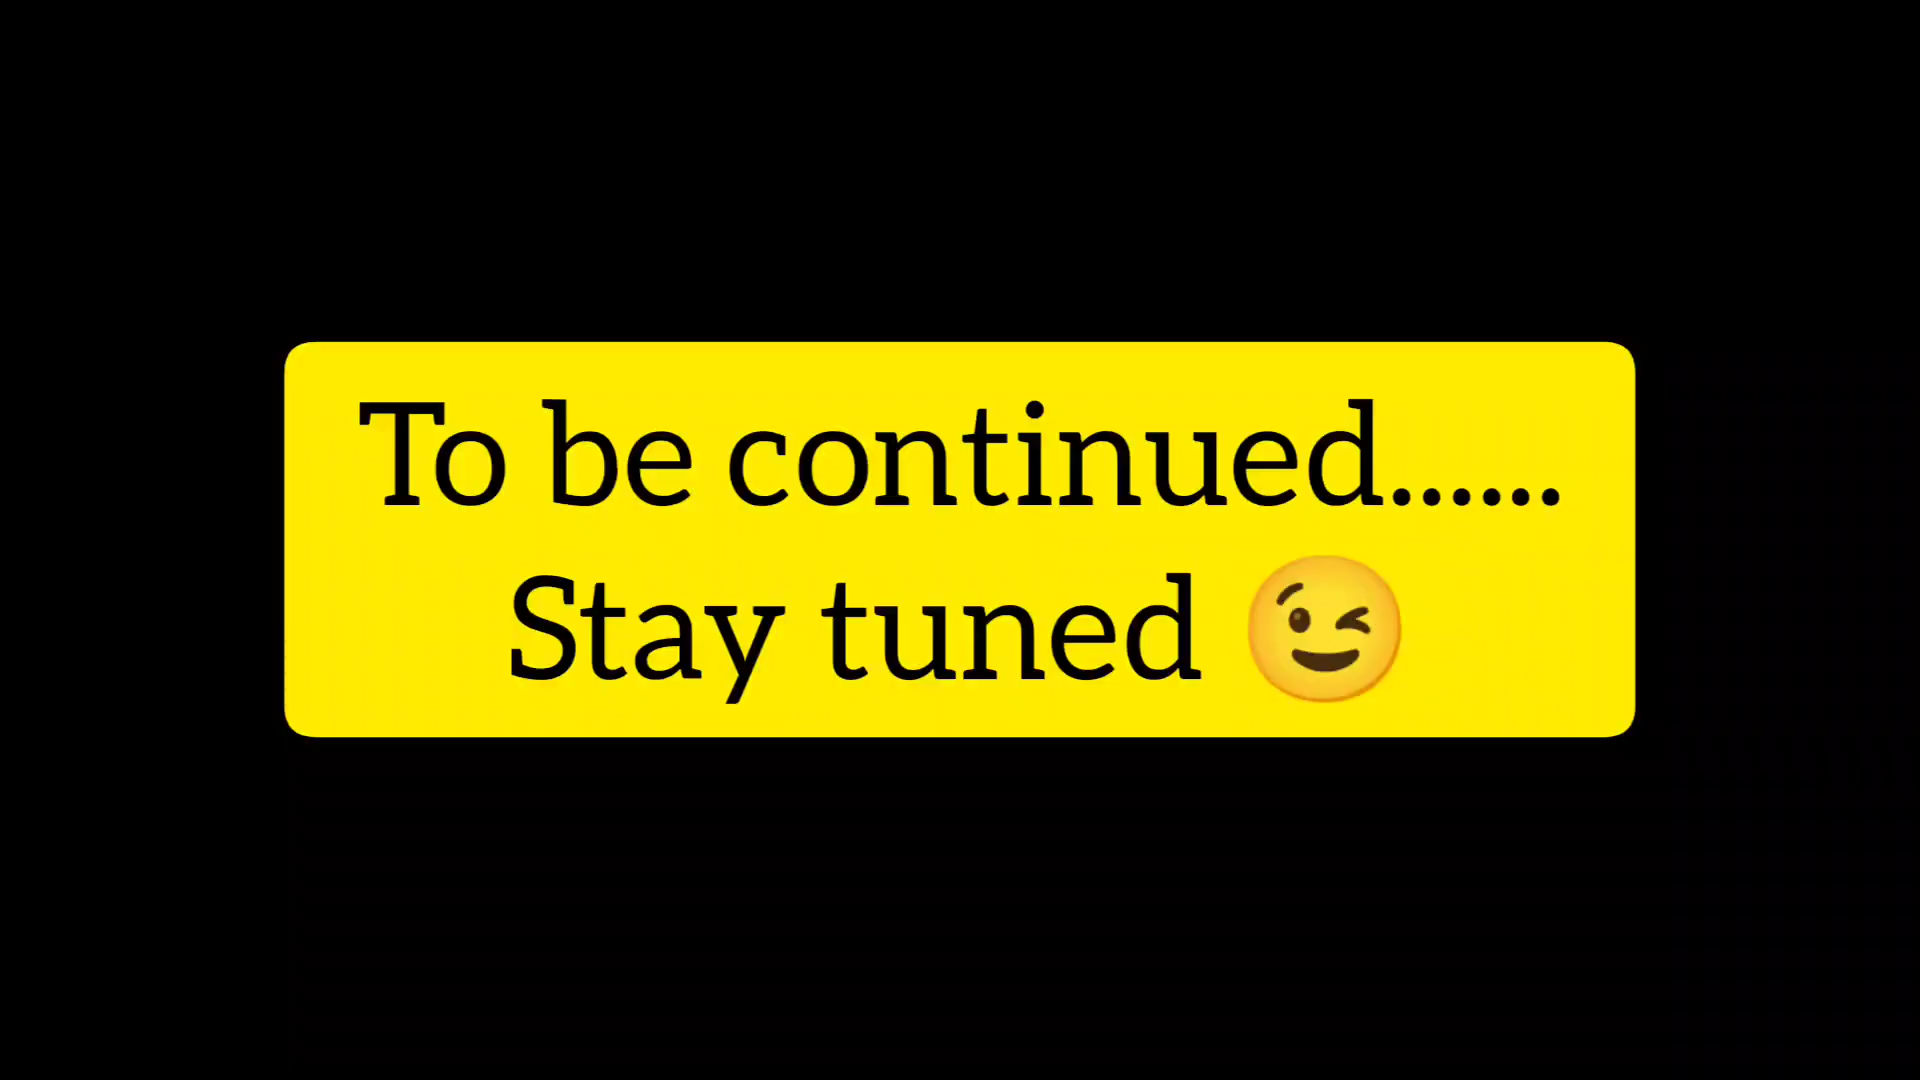 To be continued......
Stay tuned 😉